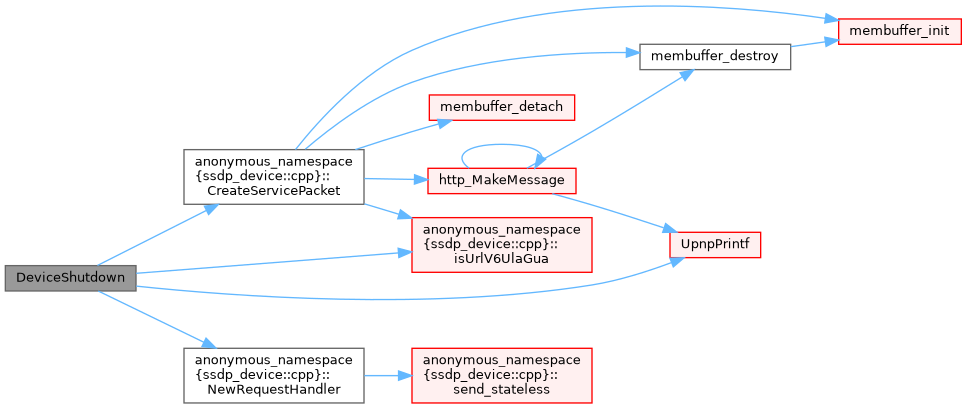 DeviceShutdown
anonymous_namespace
{ssdp_device::cpp}::
CreateServicePacket
membuffer_init
membuffer_destroy
membuffer_detach
http_MakeMessage
anonymous_namespace
{ssdp_device::cpp}::
isUrlV6UlaGua
UpnpPrintf
anonymous_namespace
{ssdp_device::cpp}::
NewRequestHandler
anonymous_namespace
{ssdp_device::cpp}::
send_stateless